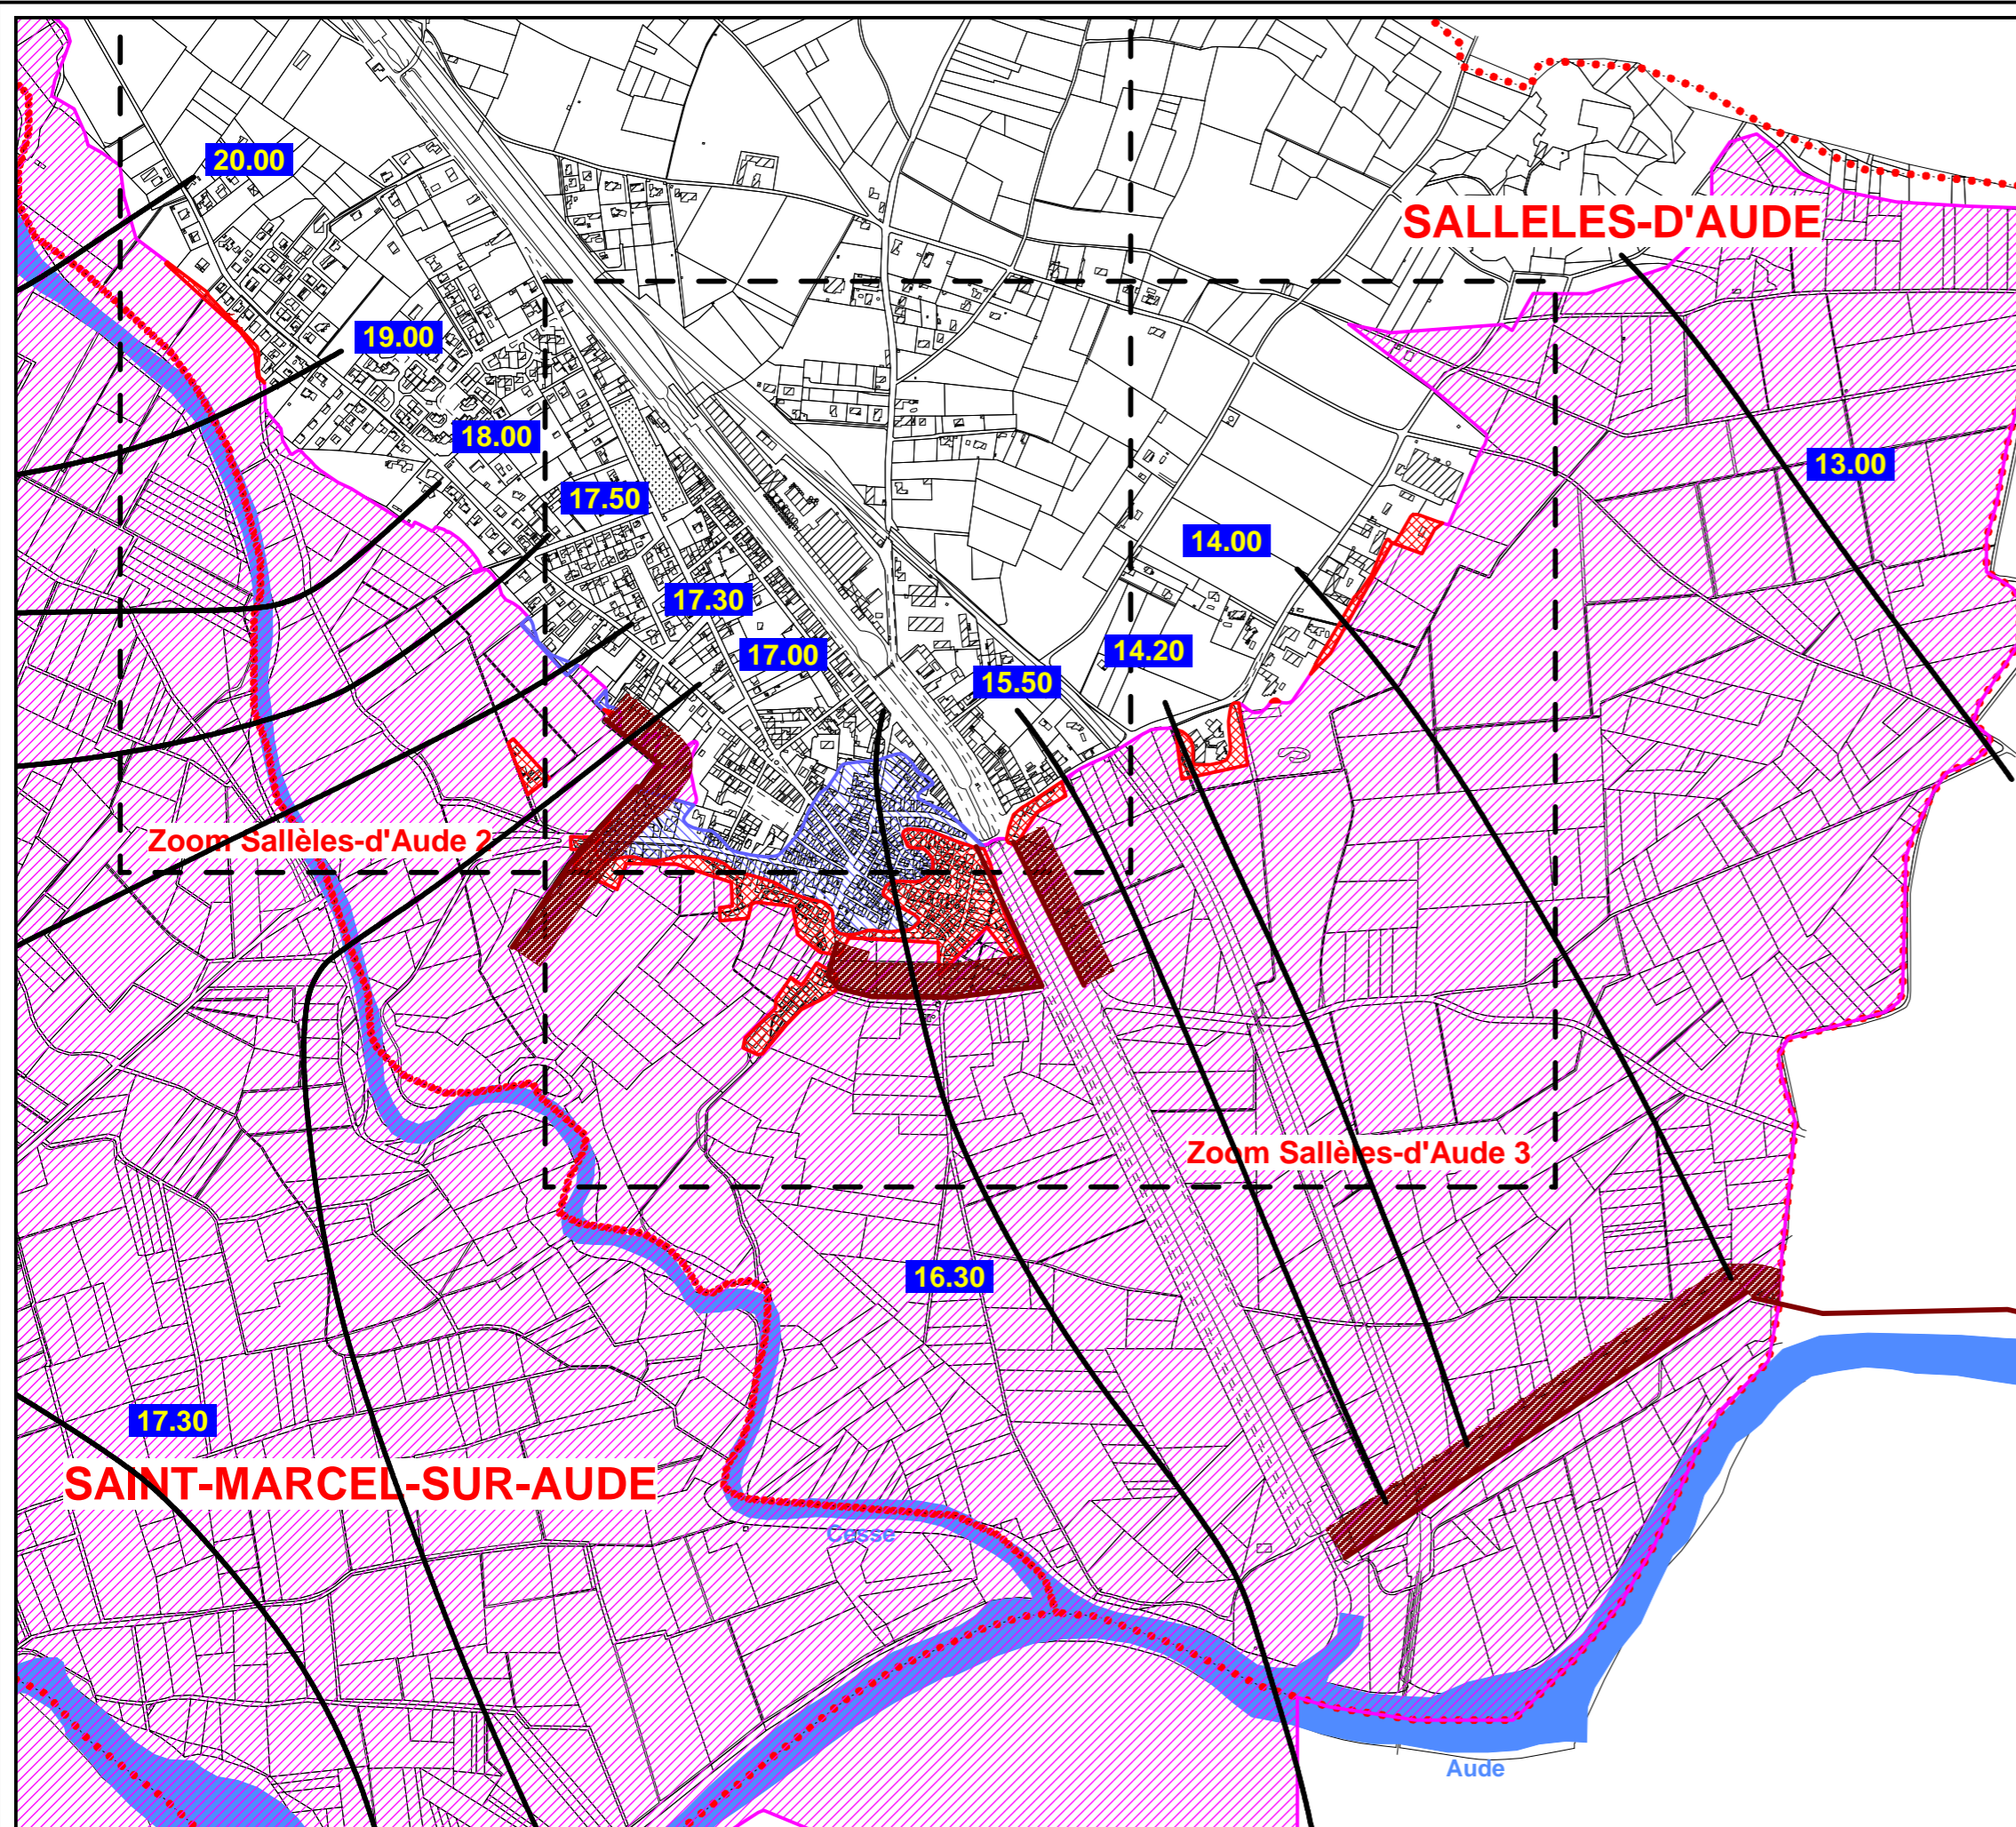 20.00
SALLELES-D'AUDE
19.00
18.00
13.00
17.50
14.00
17.30
17.00
14.20
15.50
Zoom Sallèles-d'Aude 2
Zoom Sallèles-d'Aude 3
16.30
17.30
SAINT-MARCEL-SUR-AUDE
Cesse
Aude